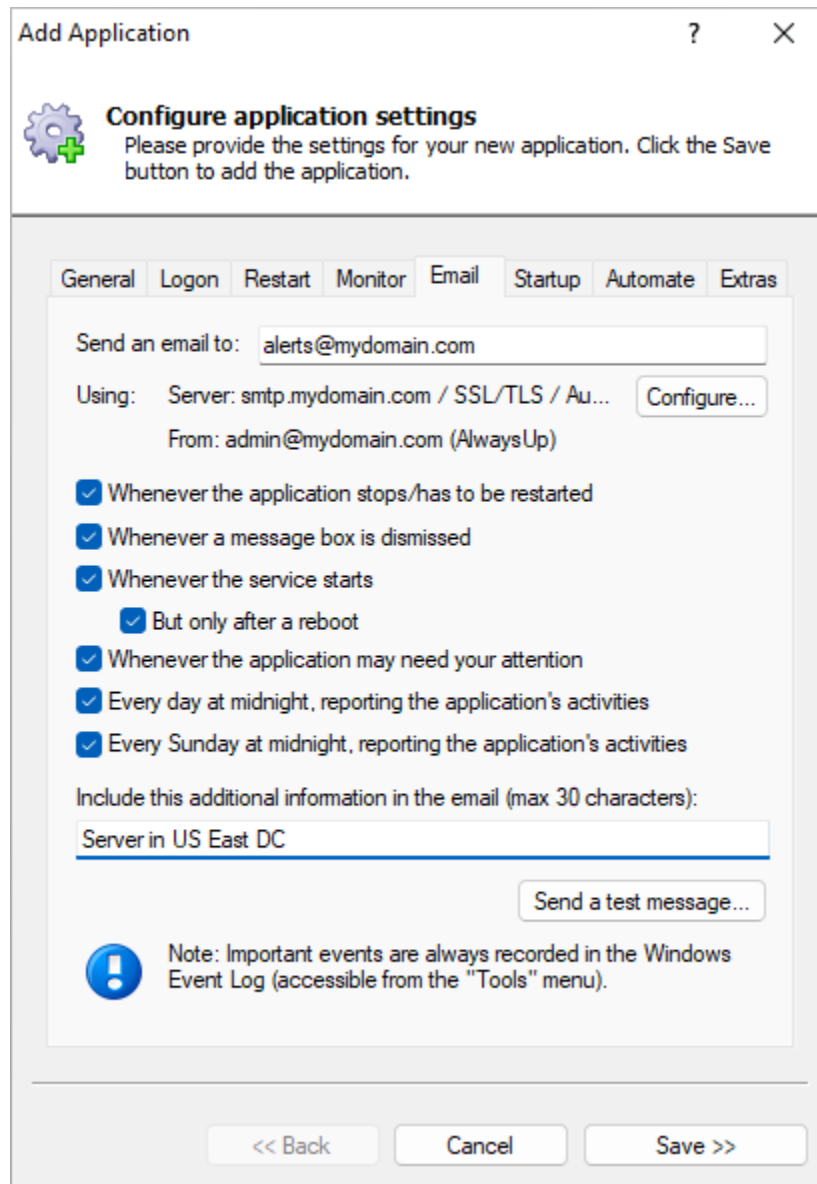 Add Application
?
Configure application settings
Please provide the settings for your new application. Click the Save
button to add the application.
General Logon Restart Monitor Email Startup Automate Extras
Send an email to: alerts@mydomain.com
Using: Server: smtp.mydomain.com / SSL/TLS / Au... Configure...
From: admin@mydomain.com (AlwaysUp)
Whenever the application stops/has to be restarted
Whenever a message box is dismissed
Whenever the service starts
But only after a reboot
Whenever the application may need your attention
Every day at midnight, reporting the application's activities
Every Sunday at midnight, reporting the application's activities
Include this additional information in the email (max 30 characters):
Server in US East DC
Send a test message...
Note: Important events are always recorded in the Windows
Event Log (accessible from the "Tools" menu).
<< Back Cancel Save >>